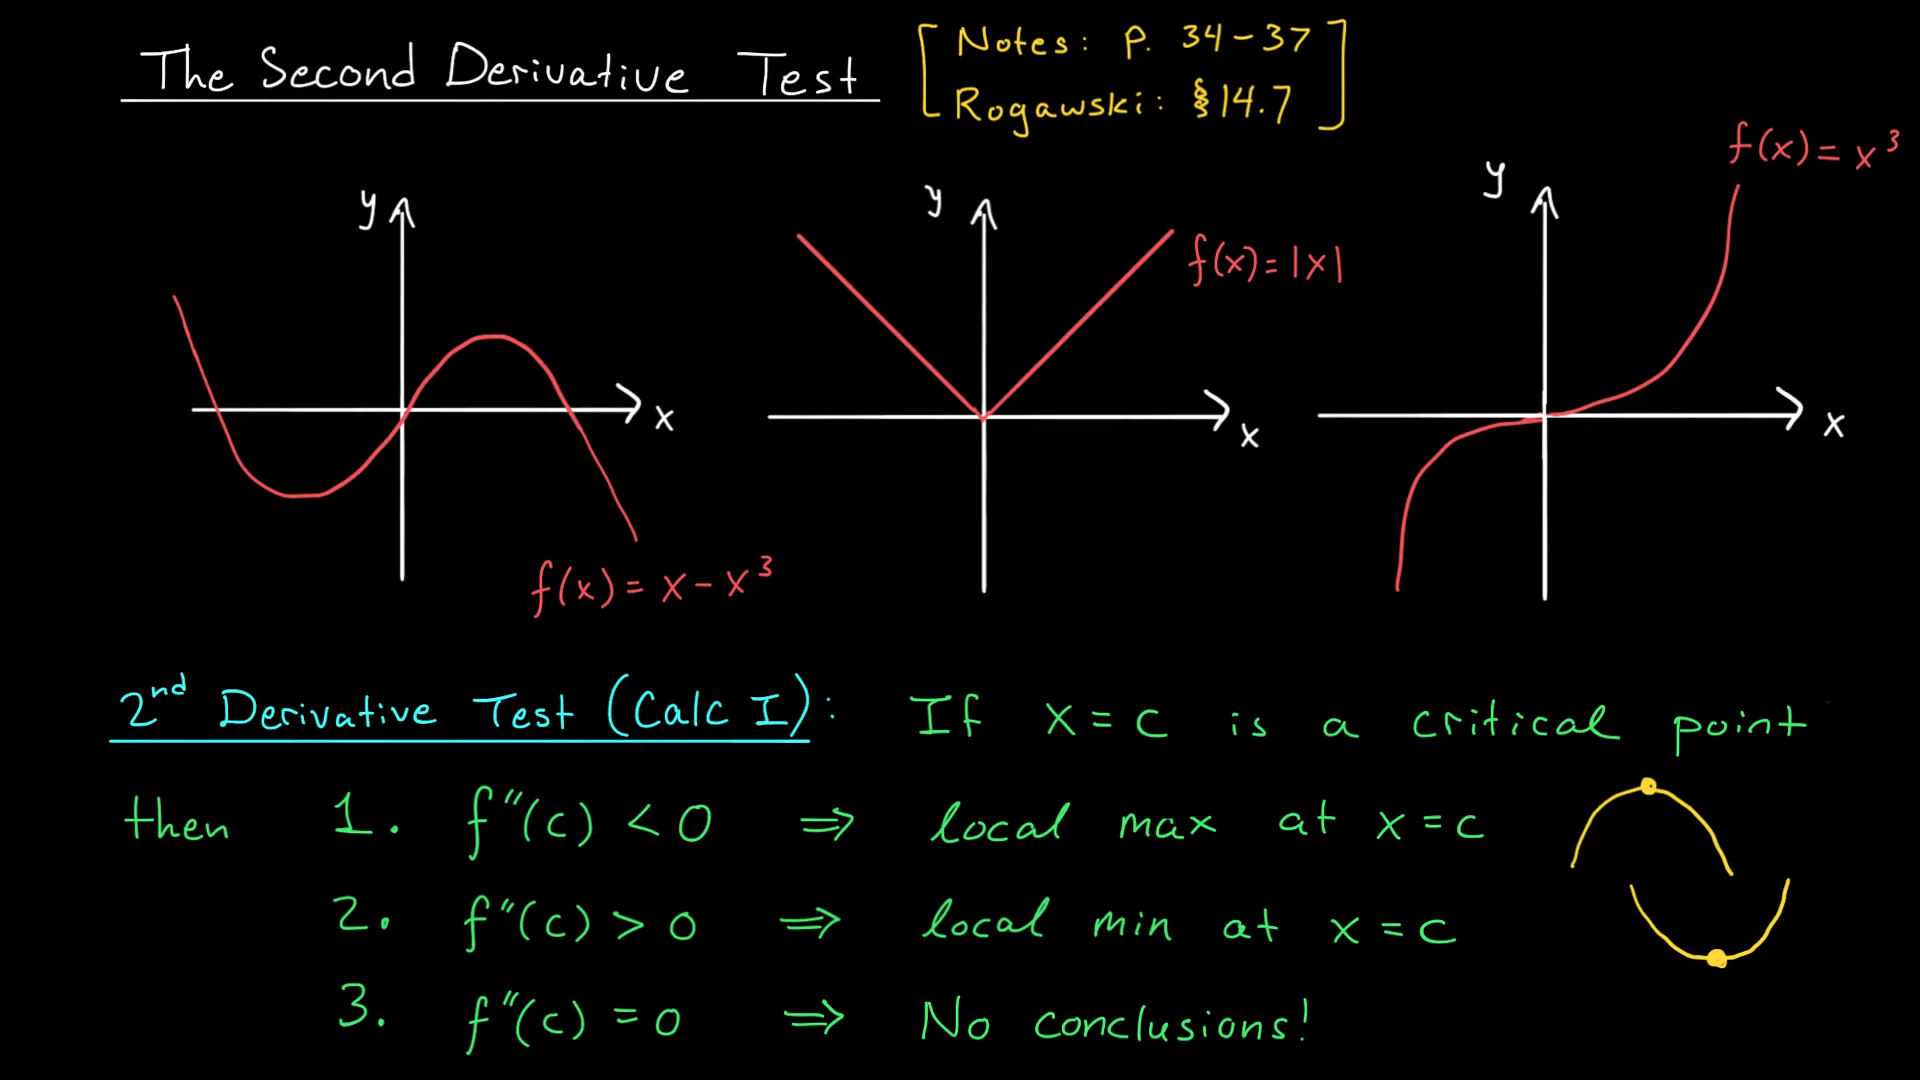 The Second Derivative Test
[Notes: p. 34-37
Rogawski: §14.7]
y
x
f(x) = x - x³
y
x
f(x) = |x|
y
x
f(x) = x³
2nd Derivative Test (Calc I): If x = c is a critical point
then 1. f"(c) < 0 ⇒ local max at x = c
2. f"(c) > 0 ⇒ local min at x = c
3. f"(c) = 0 ⇒ No conclusions!